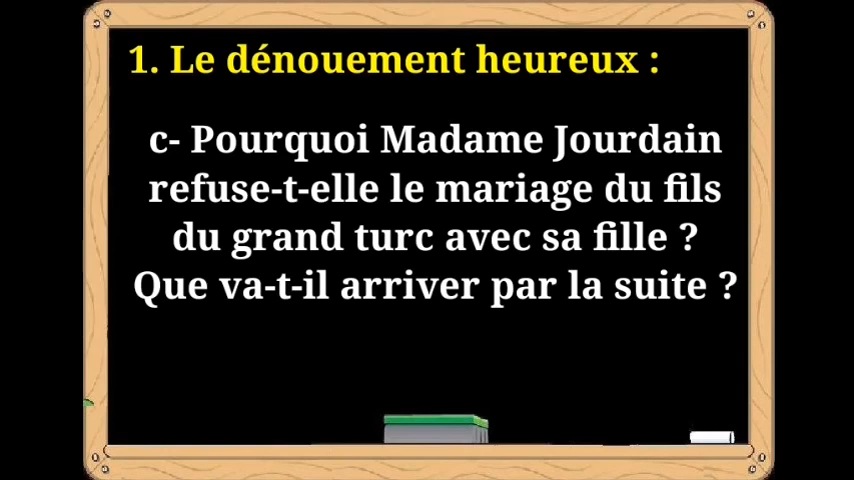 1. Le dénouement heureux :
c- Pourquoi Madame Jourdain
refuse-t-elle le mariage du fils
du grand turc avec sa fille ?
Que va-t-il arriver par la suite ?